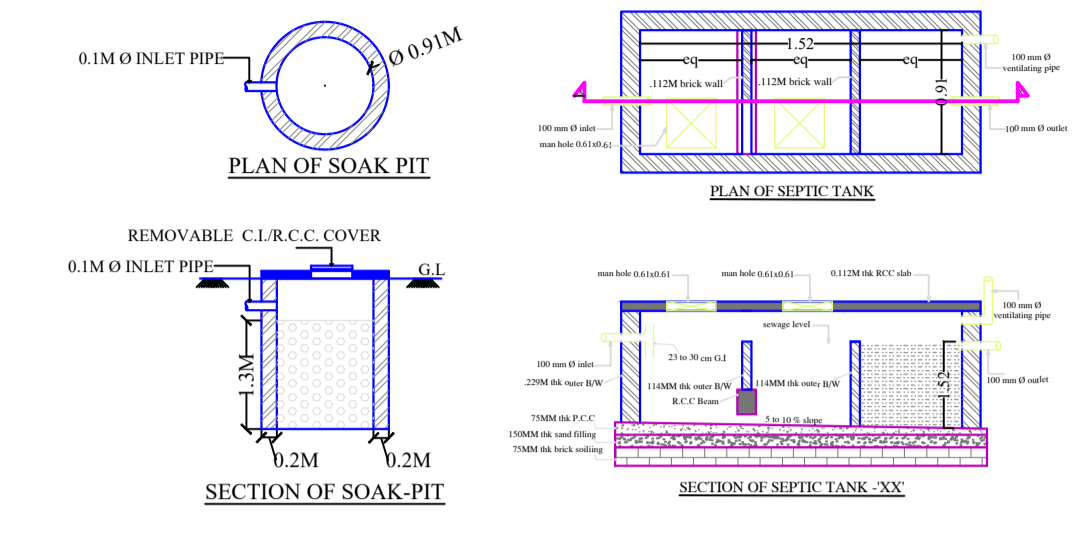 0.1M Ø INLET PIPE
Ø 0.91M
PLAN OF SOAK PIT
1.52
eq
eq
eq
.112M brick wall
.112M brick wall
0.91
100 mm Ø
ventilating pipe
100 mm Ø inlet
100 mm Ø outlet
man hole 0.61x0.61
PLAN OF SEPTIC TANK
REMOVABLE C.I./R.C.C. COVER
0.1M Ø INLET PIPE
G.L
1.3M
0.2M
0.2M
SECTION OF SOAK-PIT
man hole 0.61x0.61
man hole 0.61x0.61
0.112M thk RCC slab
sewage level
100 mm Ø
ventilating pipe
23 to 30 cm G.I
100 mm Ø inlet
100 mm Ø outlet
.229M thk outer B/W
114MM thk outer B/W
114MM thk outer B/W
1.52
R.C.C Beam
75MM thk P.C.C
5 to 10 % slope
150MM thk sand filling
75MM thk brick soiling
SECTION OF SEPTIC TANK -'XX'